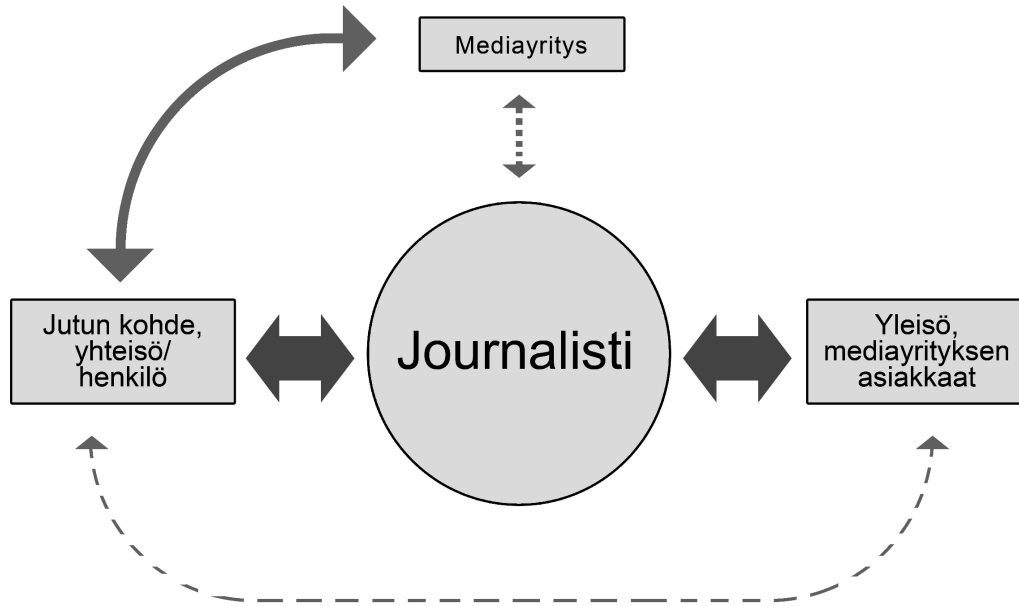 Mediayritys
Jutun kohde,
yhteisö/
henkilö
Journalisti
Yleisö,
mediayrityksen
asiakkaat